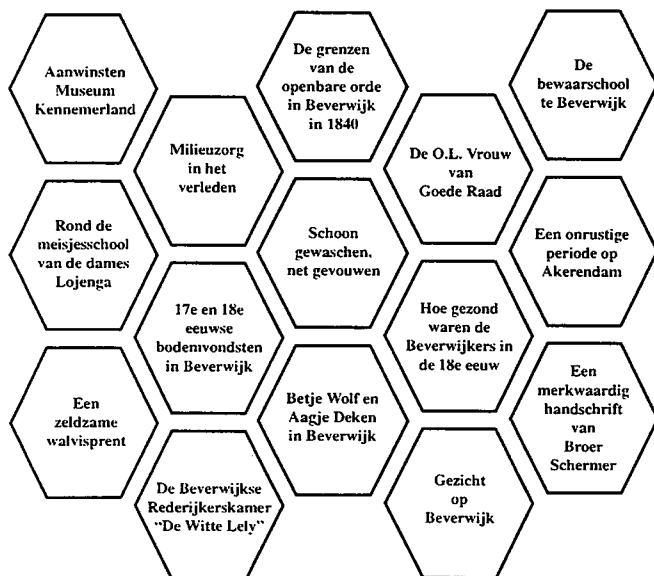 Aanwinsten
Museum
Kennemerland
De grenzen
van de
openbare orde
in Beverwijk
in 1840
De
bewaarschool
te Beverwijk
Milieuzorg
in het
verleden
De O.L. Vrouw
van
Goede Raad
Rond de
meisjesschool
van de dames
Lojenga
Schoon
gewaschen,
net gevouwen
Een onrustige
periode op
Akerendam
17e en 18e
eeuwse
bodemvondsten
in Beverwijk
Hoe gezond
waren de
Beverwijkers in
de 18e eeuw
Een
zeldzame
walvisprent
Betje Wolf en
Aagje Deken
in Beverwijk
Een
merkwaardig
handschrift
van
Broer
Schermer
De Beverwijkse
Rederijkerskamer
“De Witte Lely”
Gezicht
op
Beverwijk